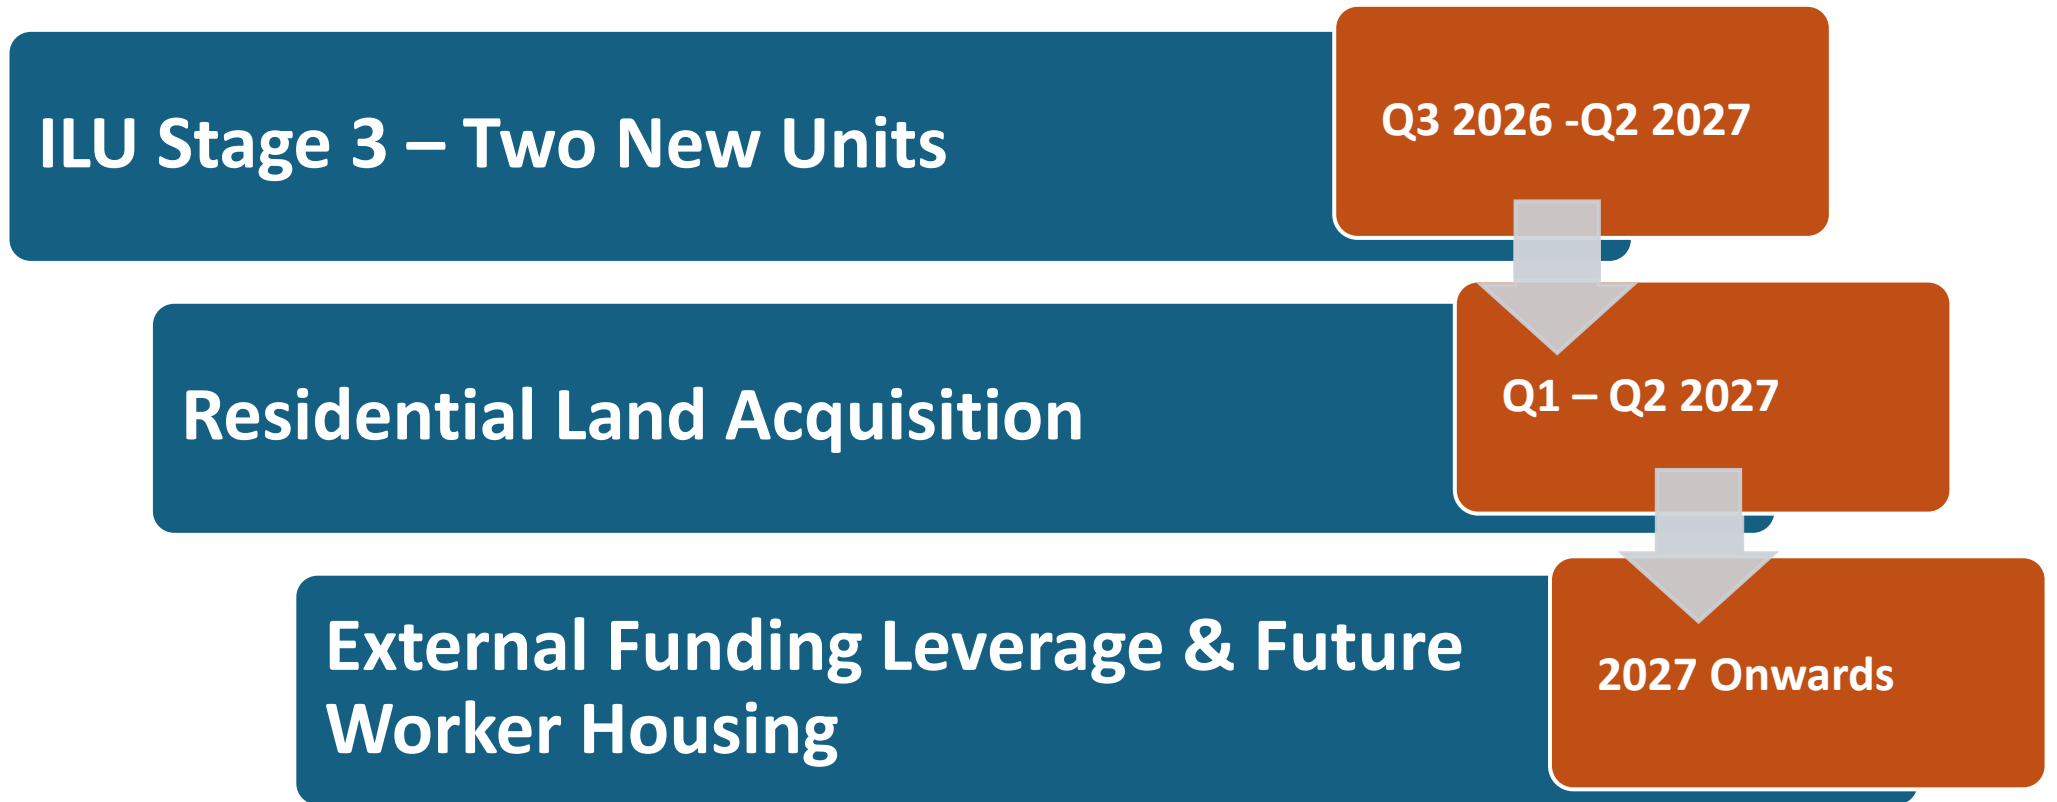 ILU Stage 3 – Two New Units
Q3 2026 -Q2 2027
Residential Land Acquisition
Q1 – Q2 2027
External Funding Leverage & Future
Worker Housing
2027 Onwards